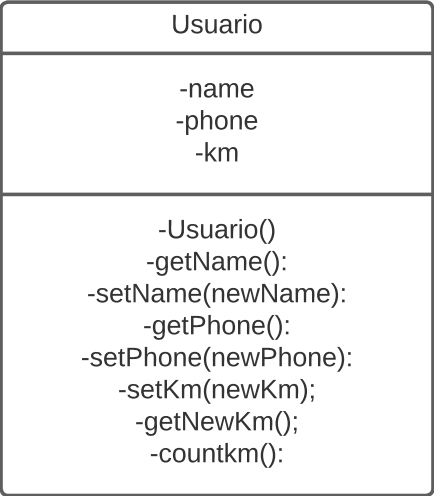 Usuario
-name
-phone
-km
-Usuario()
-getName():
-setName(newName):
-getPhone():
-setPhone(newPhone):
-setKm(newKm);
-getNewKm();
-countkm():